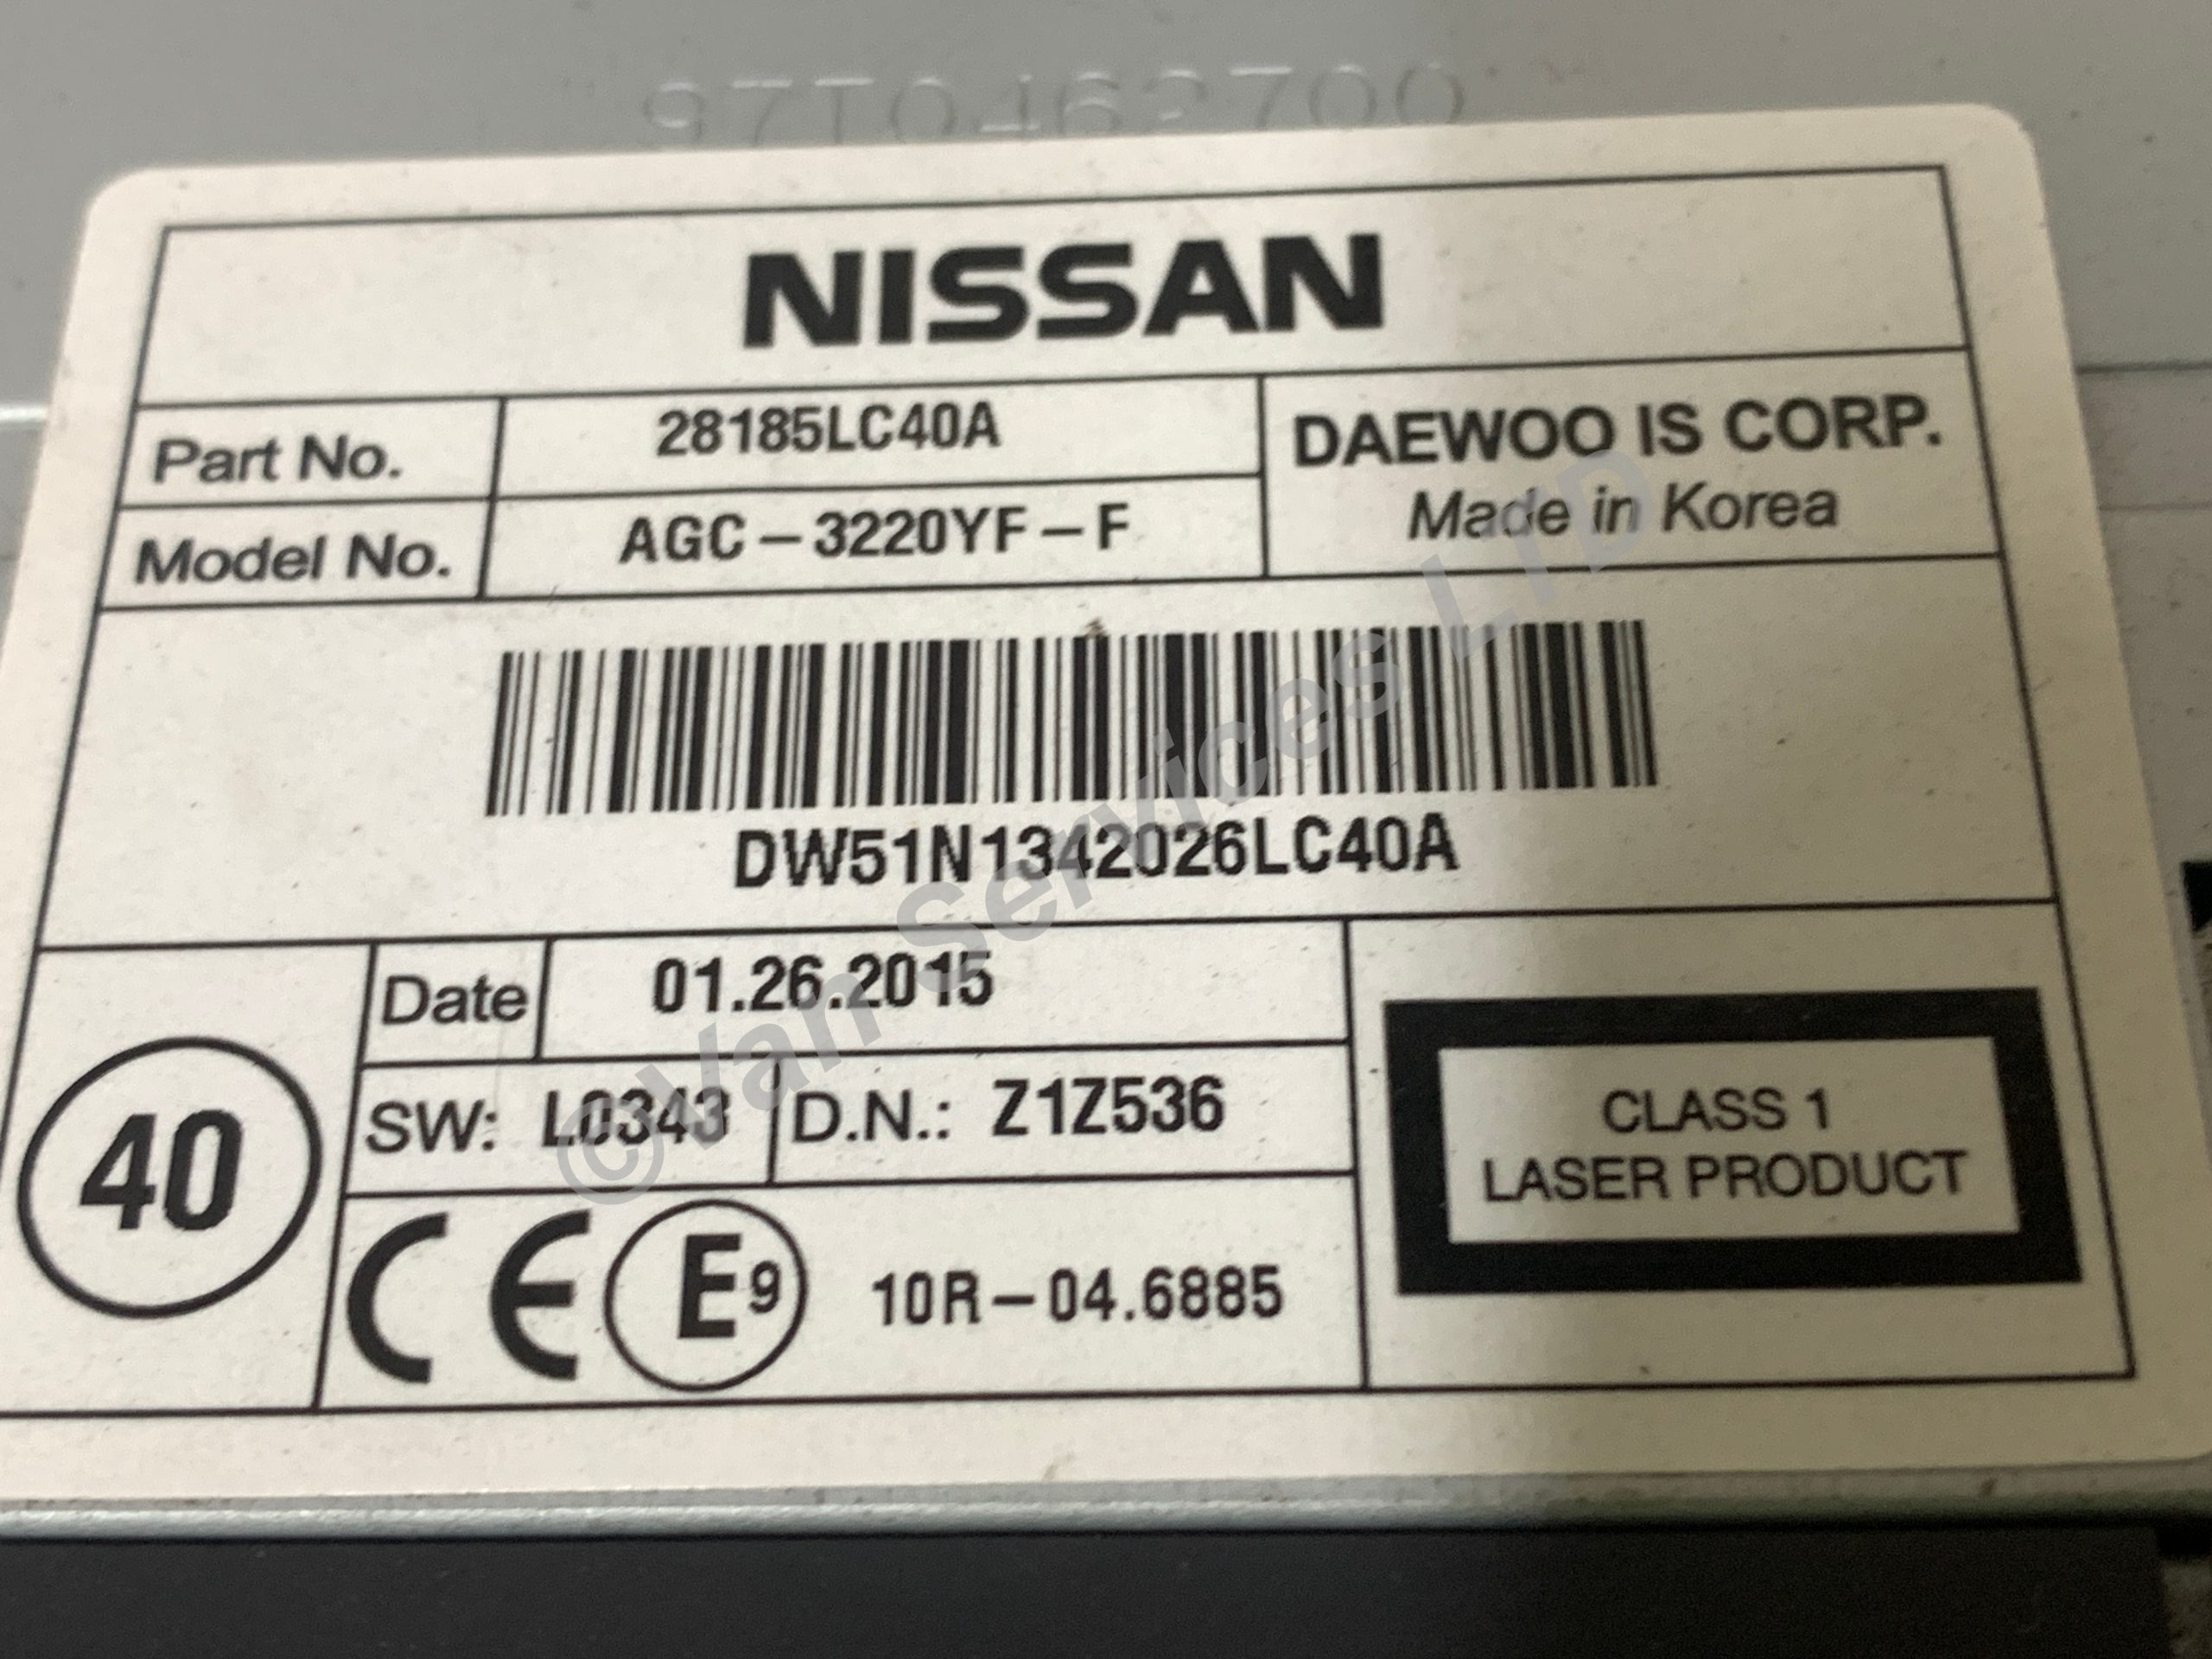 NISSAN
Part No. 28185LC40A
DAEWOO IS CORP.
Model No. AGC-3220YF-F
Made in Korea
DW51N1342026LC40A
40
Date 01.26.2015
SW: L0343 D.N.: Z1Z536
CE E9 10R-04.6885
CLASS 1
LASER PRODUCT
©Van Services LTD